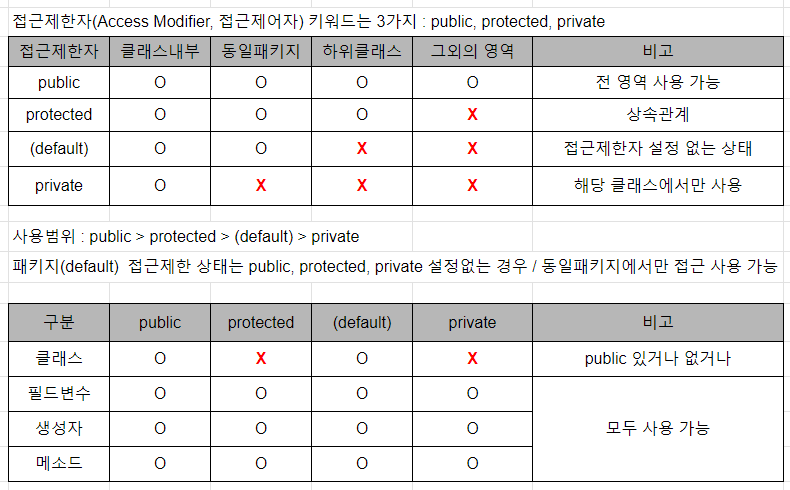 접근제한자(Access Modifier, 접근제어자) 키워드는 3가지 : public, protected, private
접근제한자 클래스내부 동일패키지 하위클래스 그외의 영역 비고
public O O O O 전 영역 사용 가능
protected O O O X 상속관계
(default) O O X X 접근제한자 설정 없는 상태
private O X X X 해당 클래스에서만 사용
사용범위 : public > protected > (default) > private
패키지(default) 접근제한 상태는 public, protected, private 설정없는 경우 / 동일패키지에서만 접근 사용 가능
구분 public protected (default) private 비고
클래스 O X O X public 있거나 없거나
필드변수 O O O O
생성자 O O O O 모두 사용 가능
메소드 O O O O